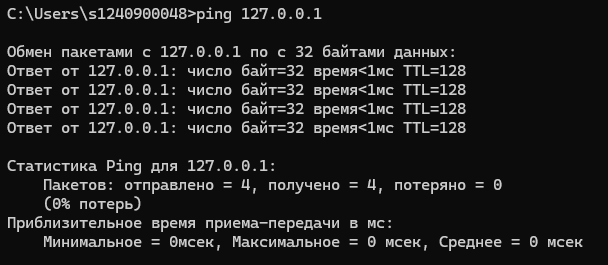 C:\Users\s1240900048>ping 127.0.0.1
Обмен пакетами с 127.0.0.1 по с 32 байтами данных:
Ответ от 127.0.0.1: число байт=32 время<1мс TTL=128
Ответ от 127.0.0.1: число байт=32 время<1мс TTL=128
Ответ от 127.0.0.1: число байт=32 время<1мс TTL=128
Ответ от 127.0.0.1: число байт=32 время<1мс TTL=128
Статистика Ping для 127.0.0.1:
Пакетов: отправлено = 4, получено = 4, потеряно = 0
(0% потерь)
Приблизительное время приема-передачи в мс:
Минимальное = 0мсек, Максимальное = 0 мсек, Среднее = 0 мсек